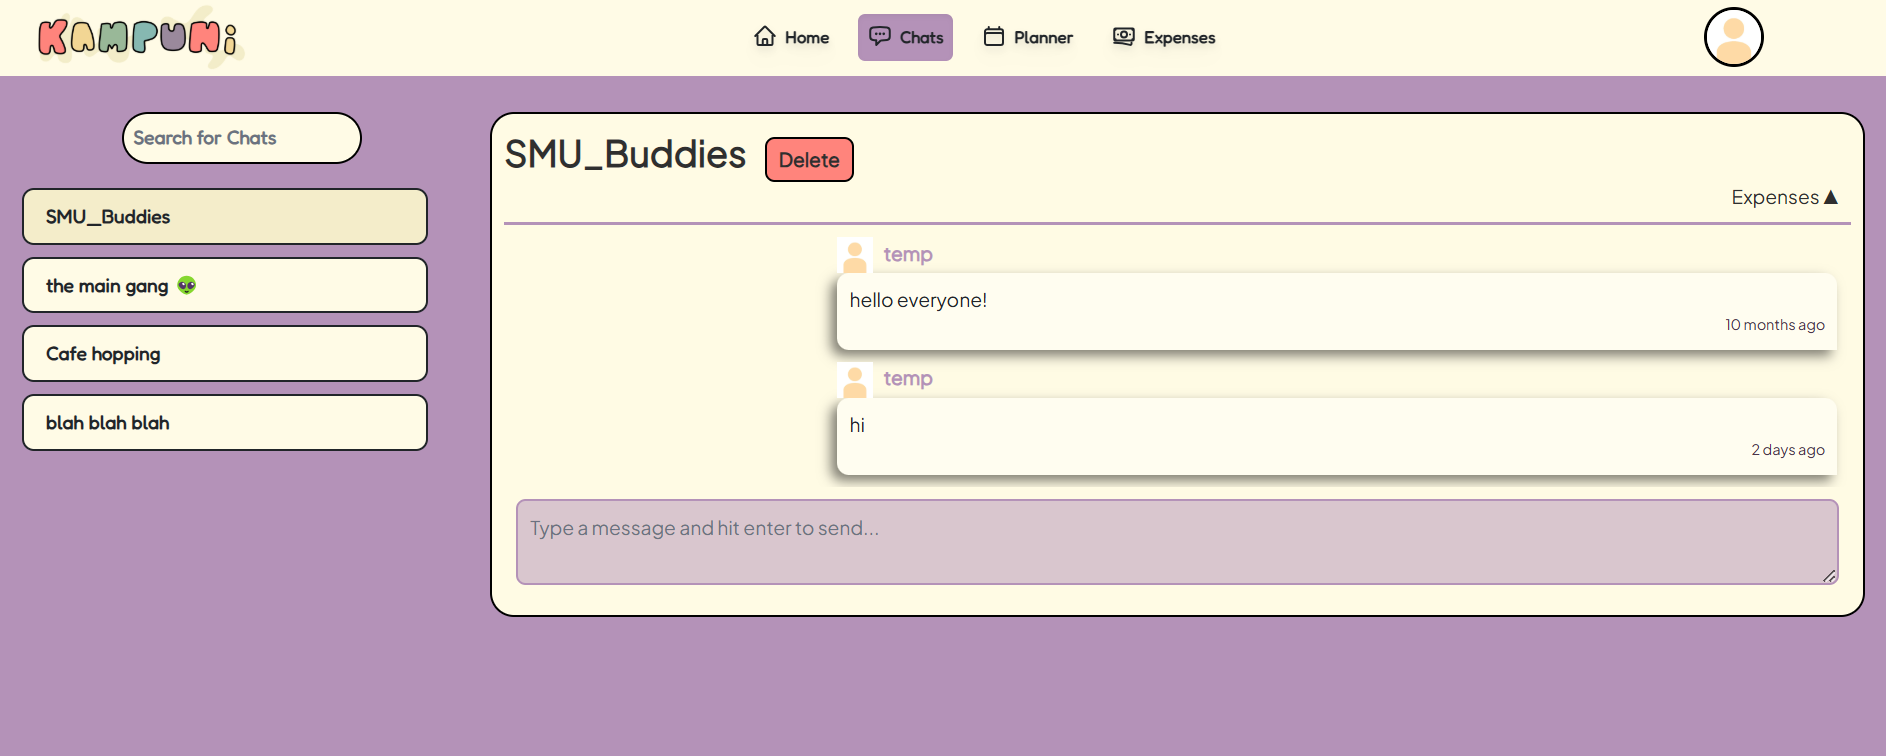 KAMPUNi
Home
Chats
Planner
Expenses
Search for Chats
SMU_Buddies
the main gang 👽
Cafe hopping
blah blah blah
SMU_Buddies
Delete
Expenses ▲
temp
hello everyone!
10 months ago
temp
hi
2 days ago
Type a message and hit enter to send...